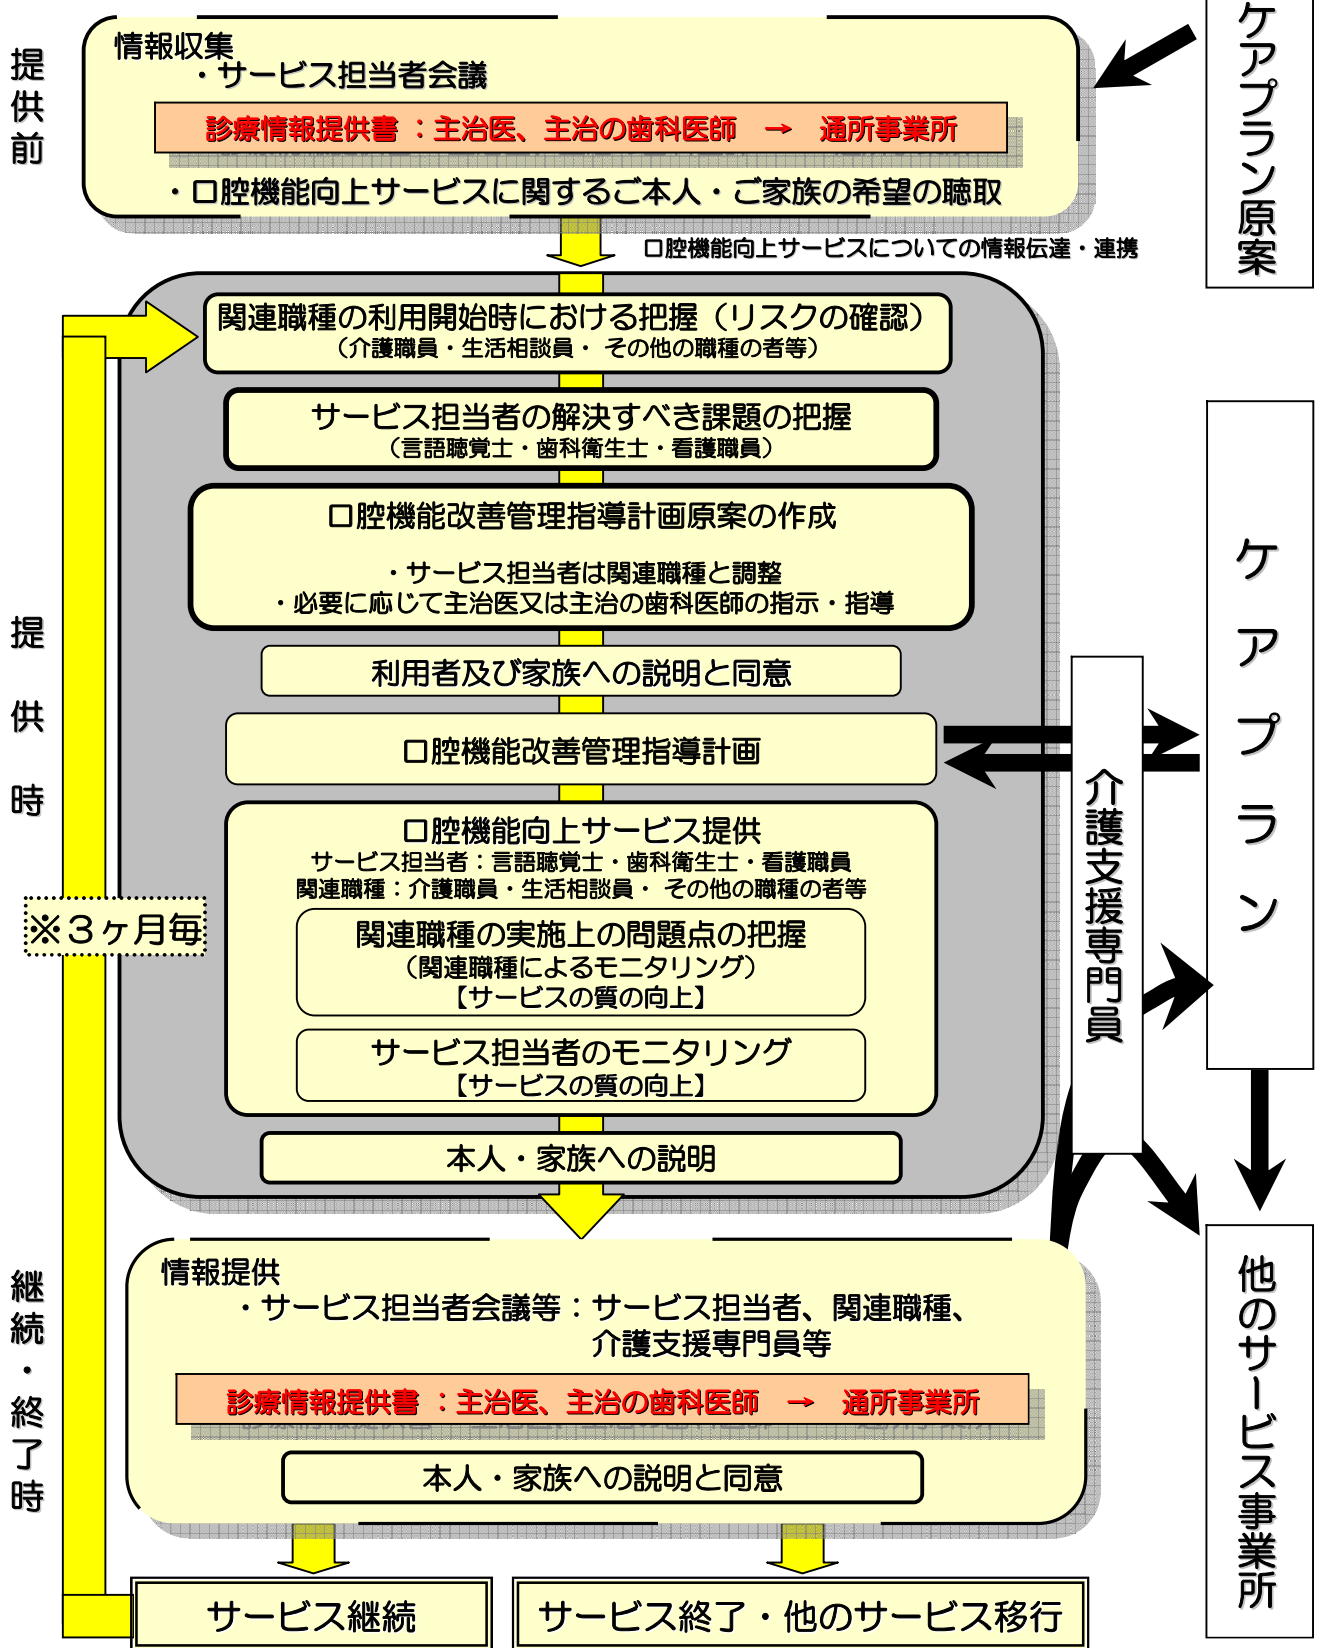 提供前
情報収集
・サービス担当者会議
診療情報提供書：主治医、主治の歯科医師　→　通所事業所
・口腔機能向上サービスに関するご本人・ご家族の希望の聴取
ケアプラン原案
口腔機能向上サービスについての情報伝達・連携
提供時
関連職種の利用開始時における把握（リスクの確認）
（介護職員・生活相談員・ その他の職種の者等）
サービス担当者の解決すべき課題の把握
（言語聴覚士・歯科衛生士・看護職員）
口腔機能改善管理指導計画原案の作成
・サービス担当者は関連職種と調整
・必要に応じて主治医又は主治の歯科医師の指示・指導
利用者及び家族への説明と同意
口腔機能改善管理指導計画
口腔機能向上サービス提供
サービス担当者：言語聴覚士・歯科衛生士・看護職員
関連職種：介護職員・生活相談員・ その他の職種の者等
関連職種の実施上の問題点の把握
（関連職種によるモニタリング）
【サービスの質の向上】
サービス担当者のモニタリング
【サービスの質の向上】
本人・家族への説明
※３ヶ月毎
介護支援専門員
ケアプラン
他のサービス事業所
継続・終了時
情報提供
・サービス担当者会議等：サービス担当者、関連職種、
介護支援専門員等
診療情報提供書：主治医、主治の歯科医師　→　通所事業所
本人・家族への説明と同意
サービス継続
サービス終了・他のサービス移行